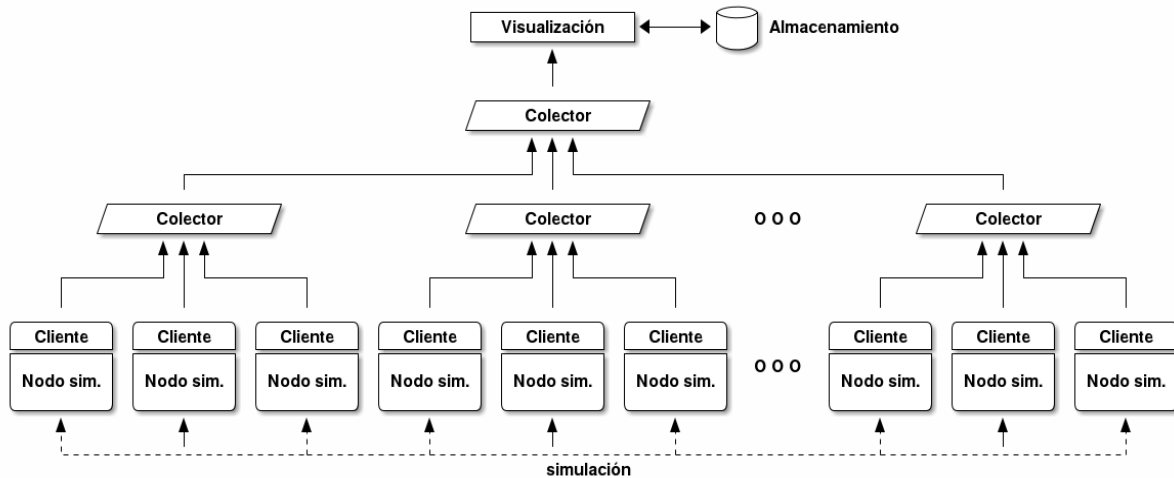 Visualización
Almacenamiento
Colector
Colector
Colector
O O O
Colector
Cliente
Cliente
Cliente
Cliente
Cliente
Cliente
Cliente
Cliente
Cliente
O O O
Nodo sim.
Nodo sim.
Nodo sim.
Nodo sim.
Nodo sim.
Nodo sim.
Nodo sim.
Nodo sim.
Nodo sim.
simulación